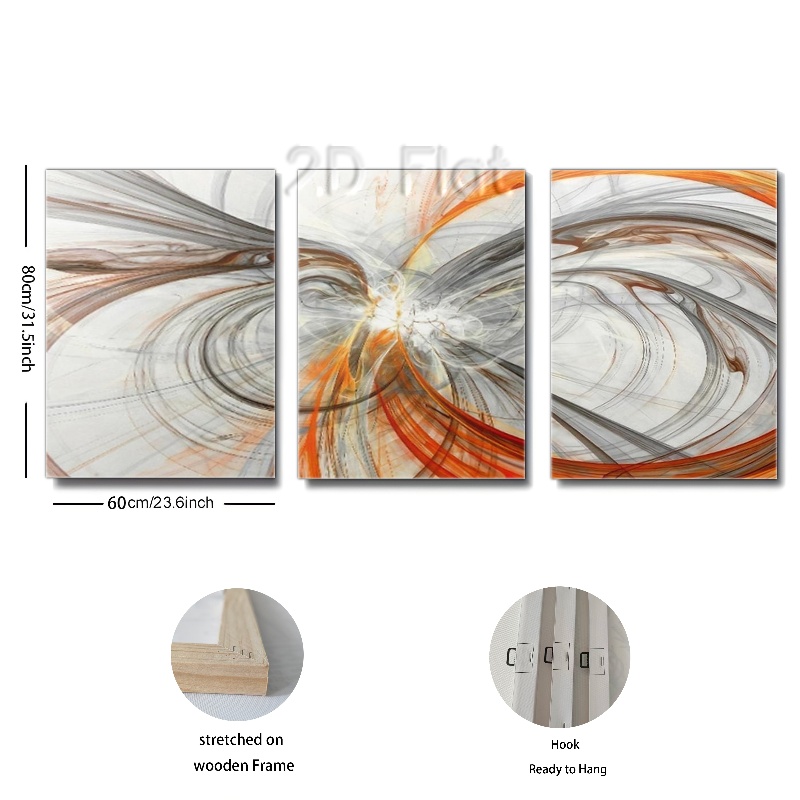 2D Flat
80cm/31.5inch
60cm/23.6inch
stretched on
wooden Frame
Hook
Ready to Hang